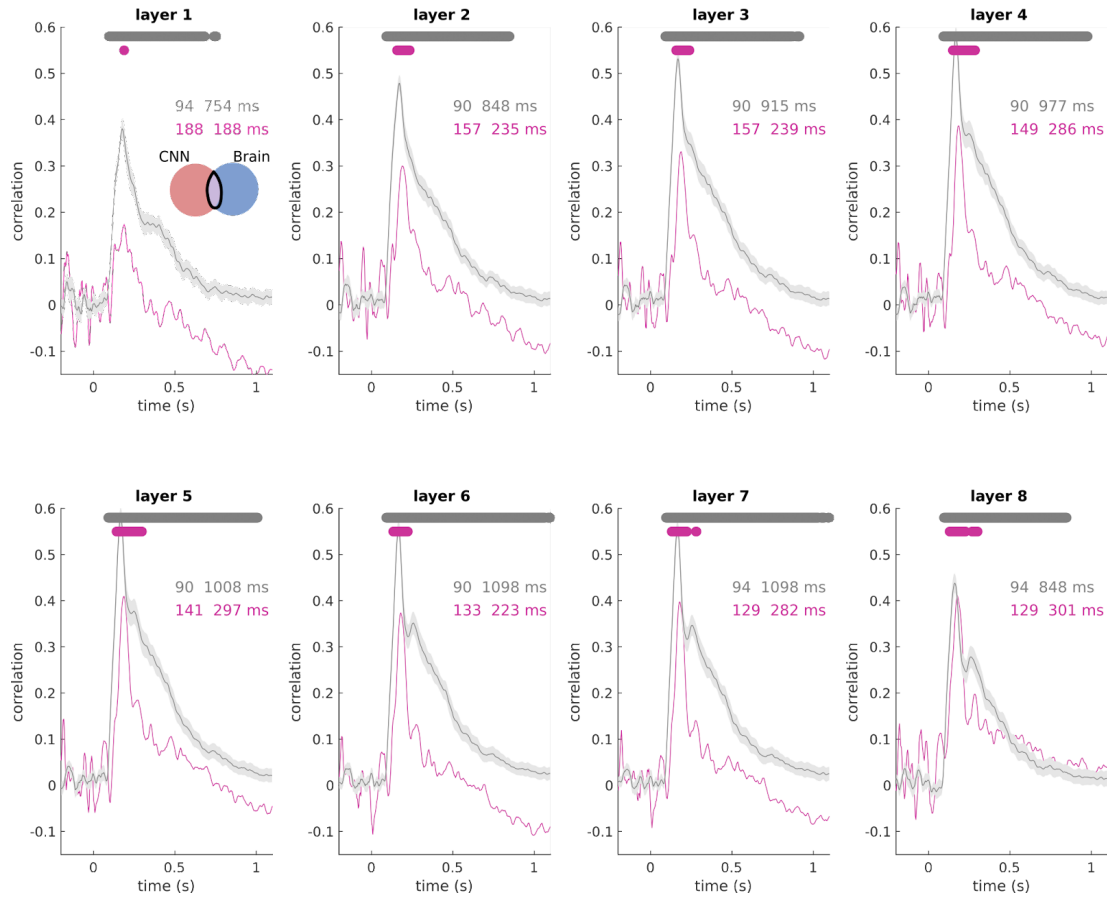 layer 1
0.6
0.5
0.4
0.3
0.2
0.1
0
-0.1
correlation
94 754 ms
188 188 ms
CNN Brain
0 0.5 1
time (s)
layer 2
0.6
0.5
0.4
0.3
0.2
0.1
0
-0.1
correlation
90 848 ms
157 235 ms
0 0.5 1
time (s)
layer 3
0.6
0.5
0.4
0.3
0.2
0.1
0
-0.1
correlation
90 915 ms
157 239 ms
0 0.5 1
time (s)
layer 4
0.6
0.5
0.4
0.3
0.2
0.1
0
-0.1
correlation
90 977 ms
149 286 ms
0 0.5 1
time (s)
layer 5
0.6
0.5
0.4
0.3
0.2
0.1
0
-0.1
correlation
90 1008 ms
141 297 ms
0 0.5 1
time (s)
layer 6
0.6
0.5
0.4
0.3
0.2
0.1
0
-0.1
correlation
90 1098 ms
133 223 ms
0 0.5 1
time (s)
layer 7
0.6
0.5
0.4
0.3
0.2
0.1
0
-0.1
correlation
94 1098 ms
129 282 ms
0 0.5 1
time (s)
layer 8
0.6
0.5
0.4
0.3
0.2
0.1
0
-0.1
correlation
94 848 ms
129 301 ms
0 0.5 1
time (s)